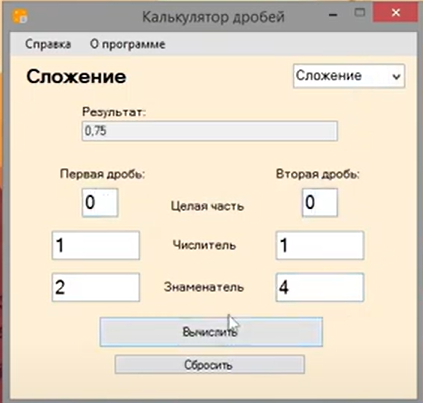 Калькулятор дробей
Справка О программе
Сложение Сложение
Результат:
0,75
Первая дробь: Вторая дробь:
0 Целая часть 0
1 Числитель 1
2 Знаменатель 4
Вычислить
Сбросить